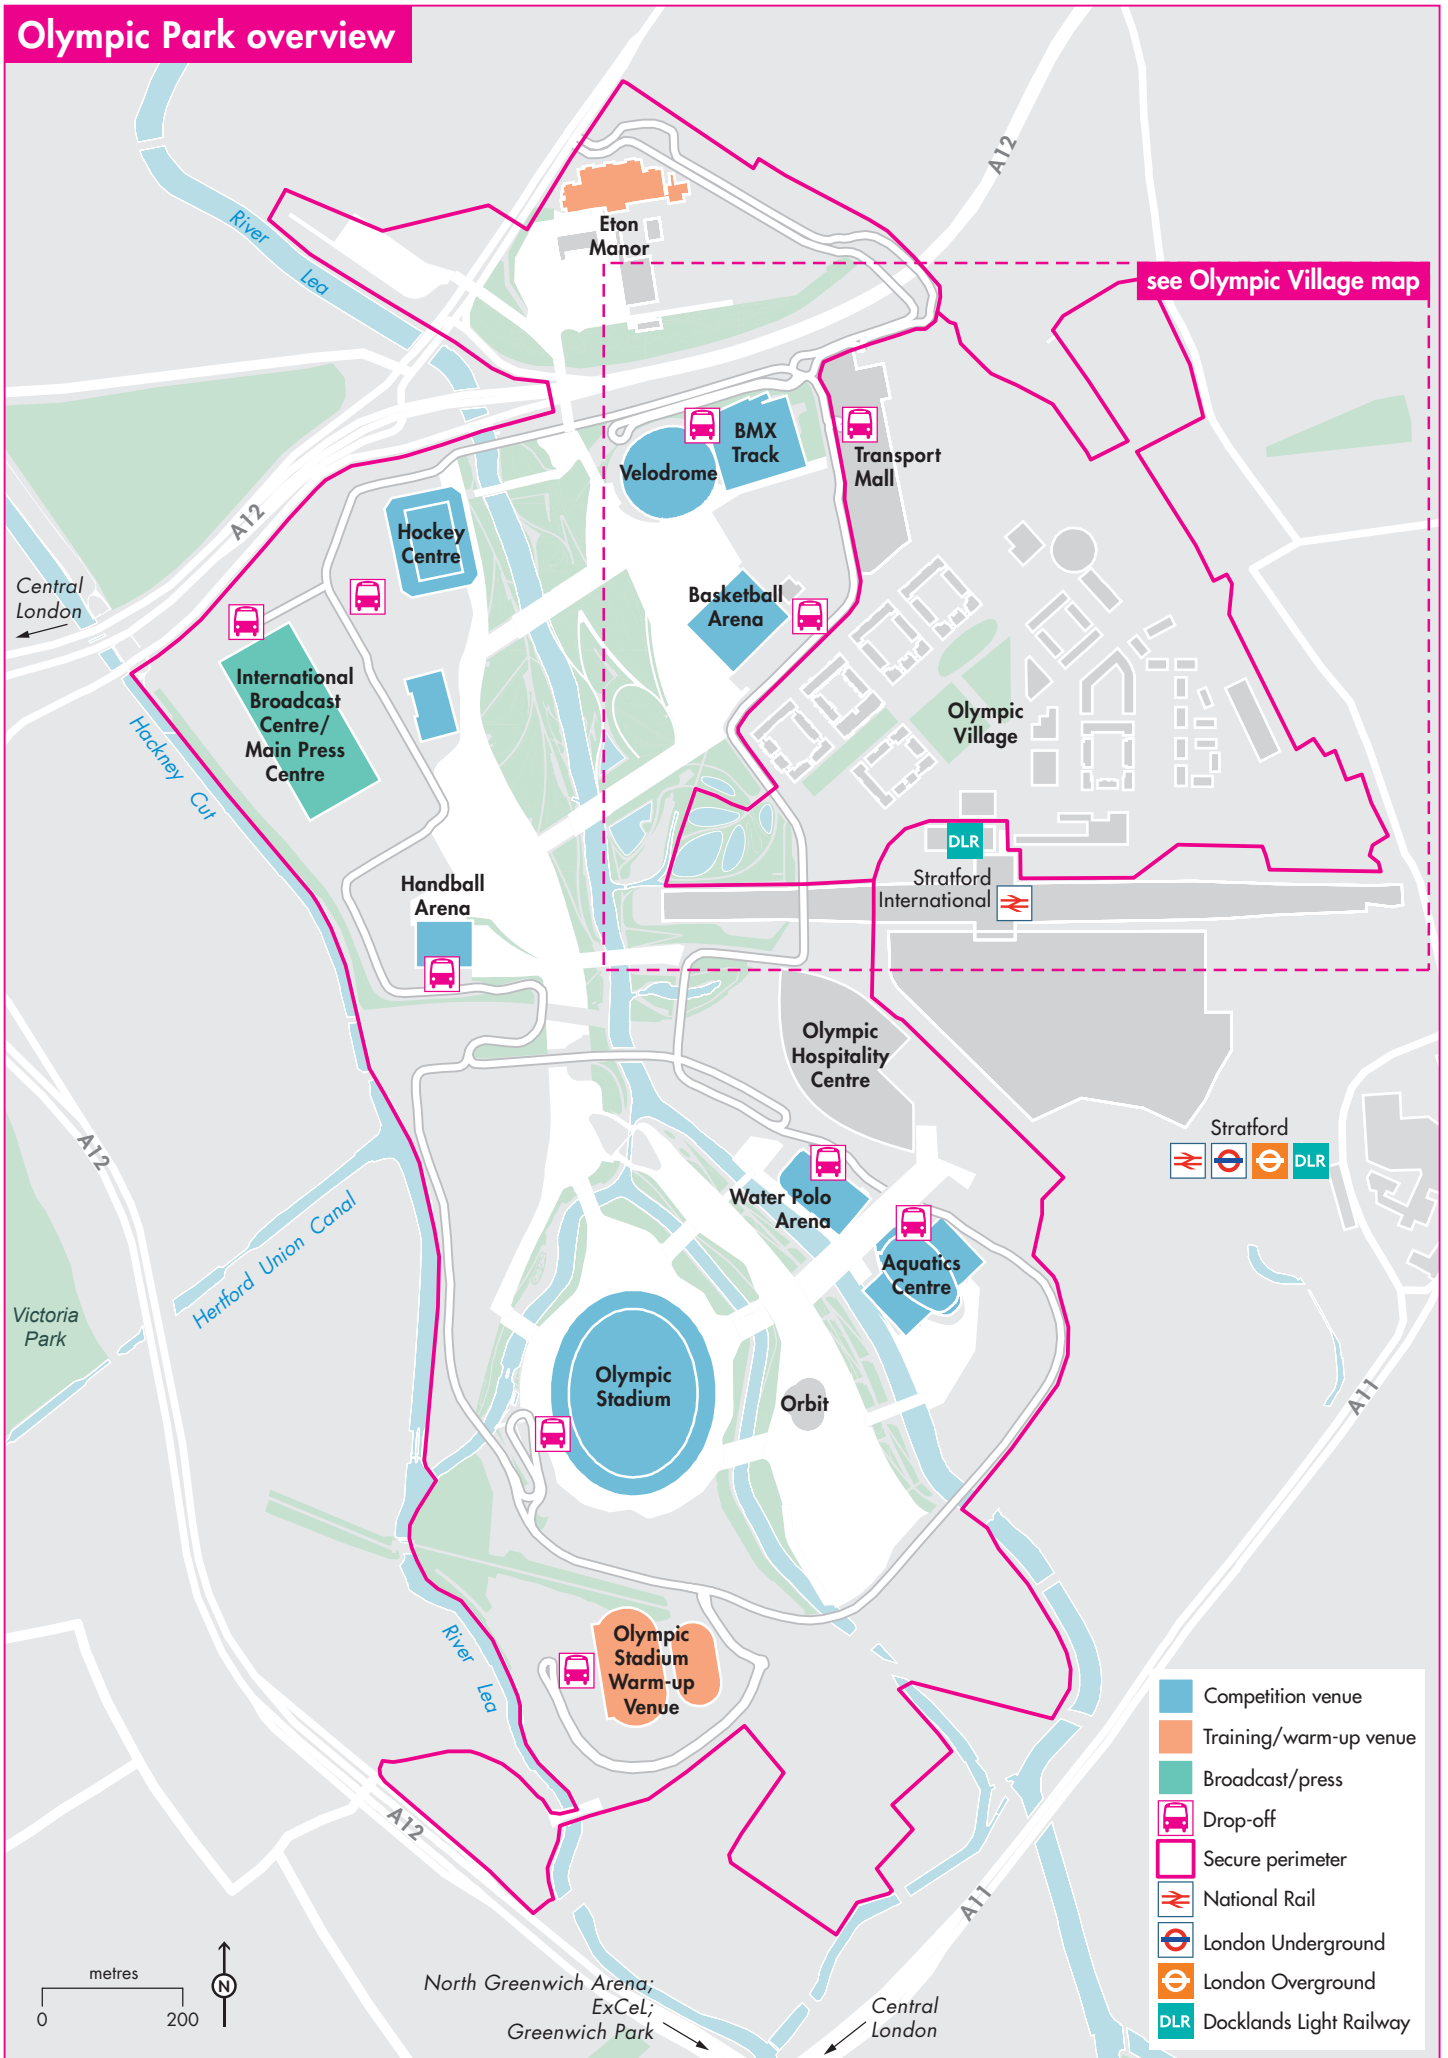 Olympic Park overview
A12
River
Lea
Eton
Manor
see Olympic Village map
BMX
Track
Velodrome
Transport
Mall
A12
Hockey
Centre
Central
London
Basketball
Arena
International
Broadcast
Centre/
Main Press
Centre
Hackney Cut
Olympic
Village
DLR
Stratford
International
Handball
Arena
Olympic
Hospitality
Centre
A12
Stratford
DLR
Water Polo
Arena
Hertford Union Canal
Aquatics
Centre
Victoria
Park
Olympic
Stadium
Orbit
A11
River
Lea
Olympic
Stadium
Warm-up
Venue
A12
A11
Competition venue
Training/warm-up venue
Broadcast/press
Drop-off
Secure perimeter
National Rail
London Underground
London Overground
DLR Docklands Light Railway
metres
0 200
N
North Greenwich Arena;
ExCeL;
Greenwich Park
Central
London